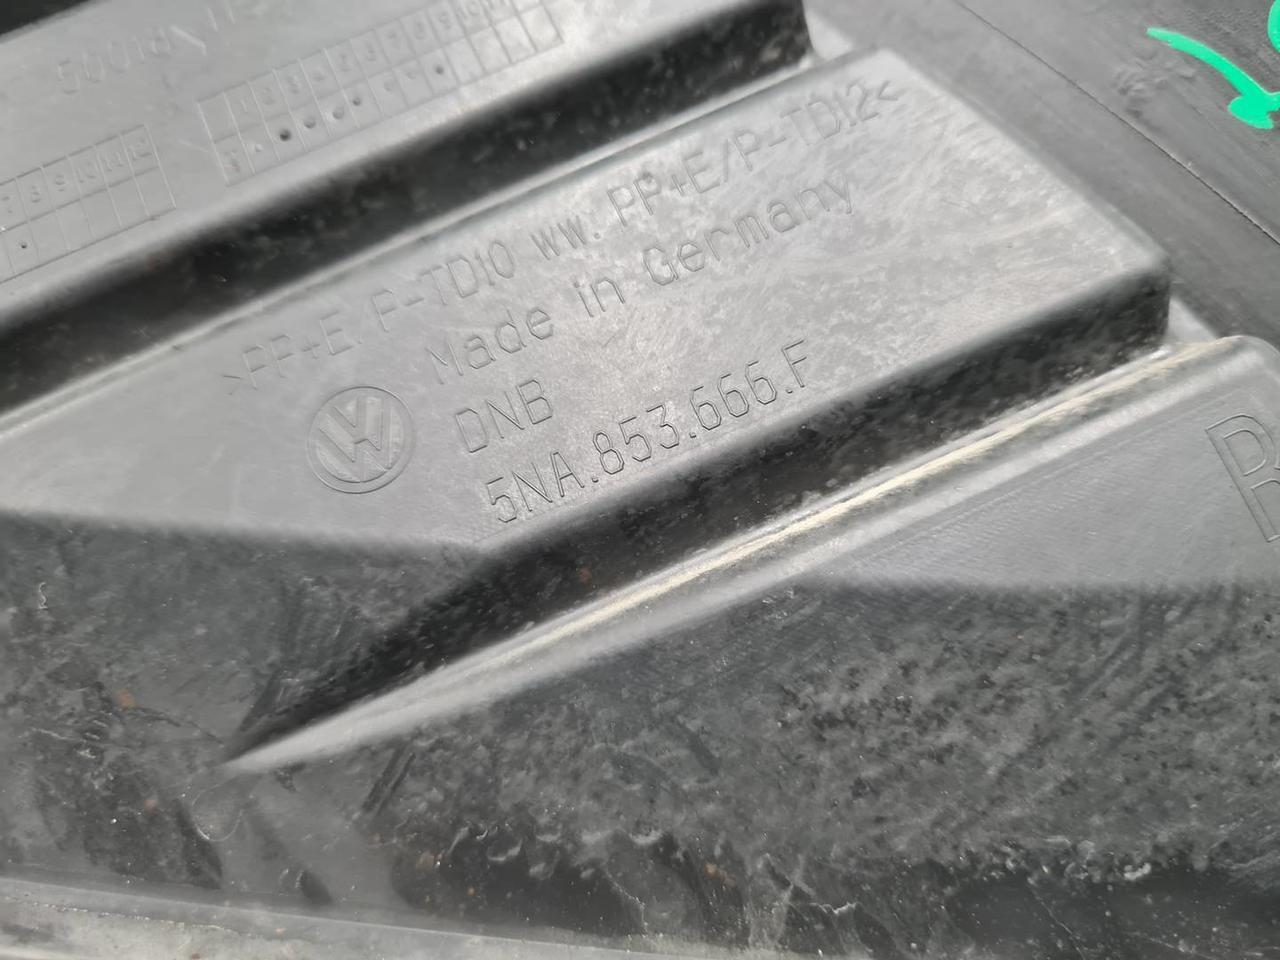 >PP+E/P-TD10 ww. PP+E/P-TD12<
Made in Germany
DNB
5NA.853.666.F